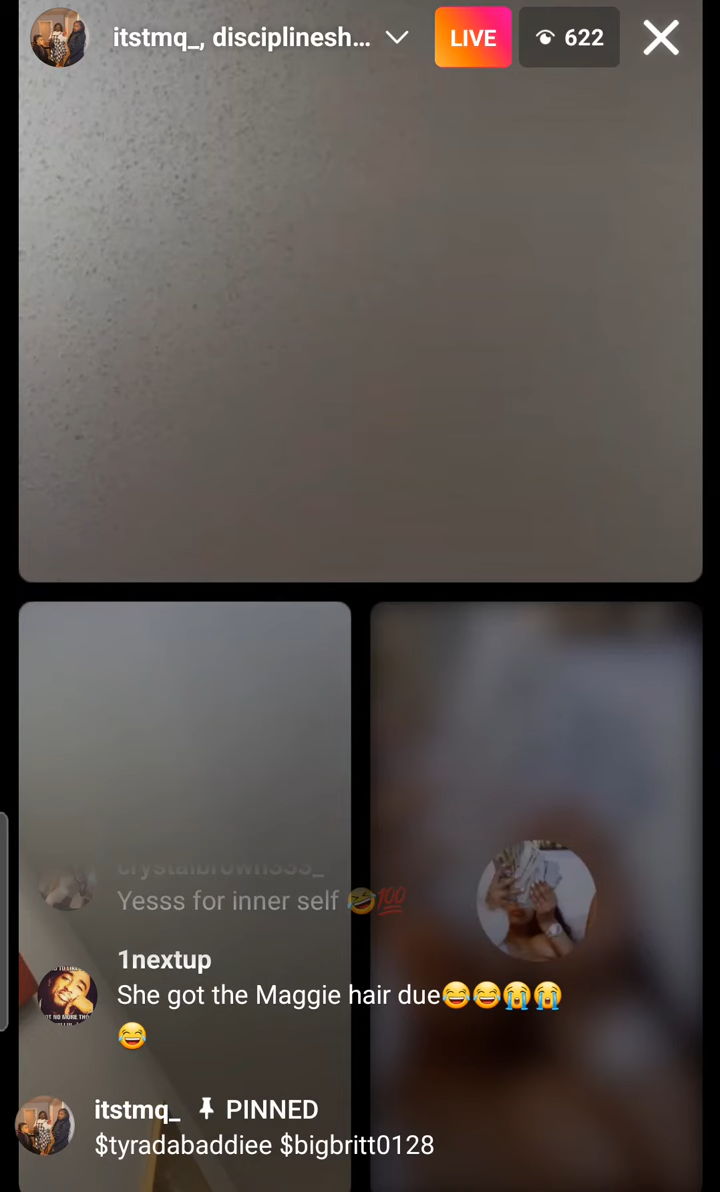 itstmq_, disciplinesh...
LIVE
622
crystalbrown333_
Yesss for inner self 🤣💯
1nextup
She got the Maggie hair due😂😂😭😭
😂
itstmq_ 📌 PINNED
$tyradabaddiee $bigbritt0128